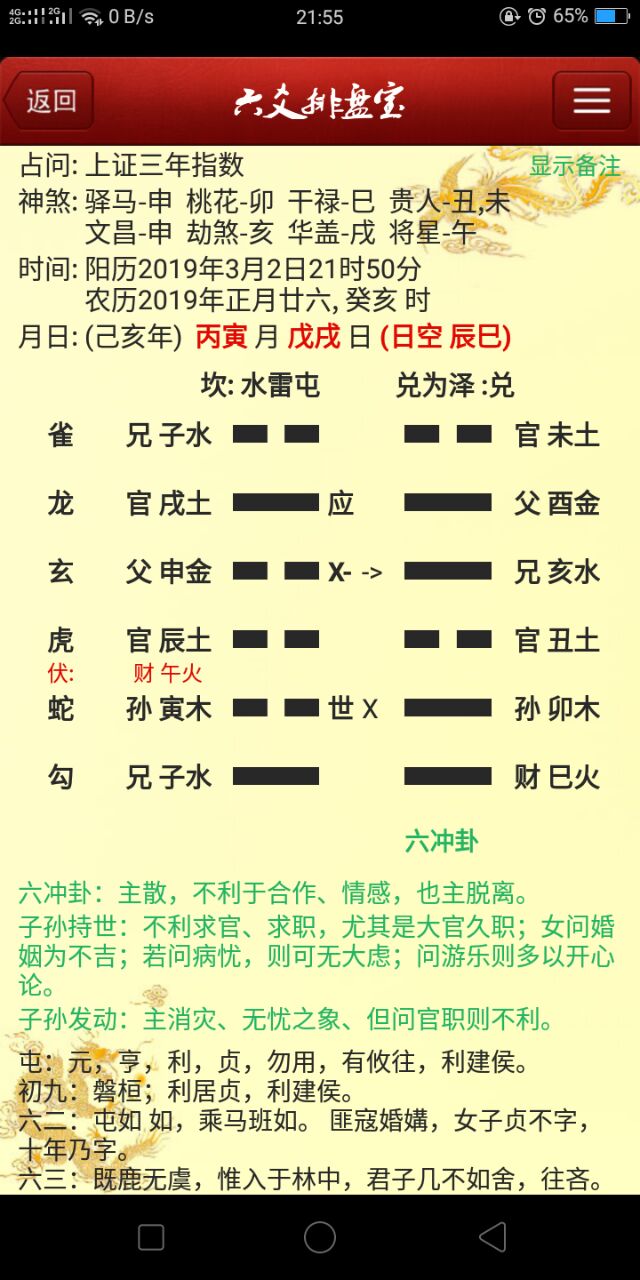 4G 2G 2G 0 B/s 21:55 65%
返回 六爻排盘宝
占问: 上证三年指数 显示备注
神煞: 驿马-申 桃花-卯 干禄-巳 贵人-丑,未
文昌-申 劫煞-亥 华盖-戌 将星-午
时间: 阳历2019年3月2日21时50分
农历2019年正月廿六, 癸亥 时
月日: (己亥年) 丙寅 月 戊戌 日 (日空 辰巳)
坎: 水雷屯 兑为泽 :兑
雀 兄 子水 官 未土
龙 官 戌土 应 父 酉金
玄 父 申金 X- -> 兄 亥水
虎 官 辰土 官 丑土
伏: 财 午火
蛇 孙 寅木 世 X 孙 卯木
勾 兄 子水 财 巳火
六冲卦
六冲卦：主散，不利于合作、情感，也主脱离。
子孙持世：不利求官、求职，尤其是大官久职；女问婚
姻为不吉；若问病忧，则可无大虑；问游乐则多以开心
论。
子孙发动：主消灾、无忧之象、但问官职则不利。
屯：元，亨，利，贞，勿用，有攸往，利建侯。
初九：磐桓；利居贞，利建侯。
六二：屯如 如，乘马班如。 匪寇婚媾，女子贞不字，
十年乃字。
六三：既鹿无虞，惟入于林中，君子几不如舍，往吝。